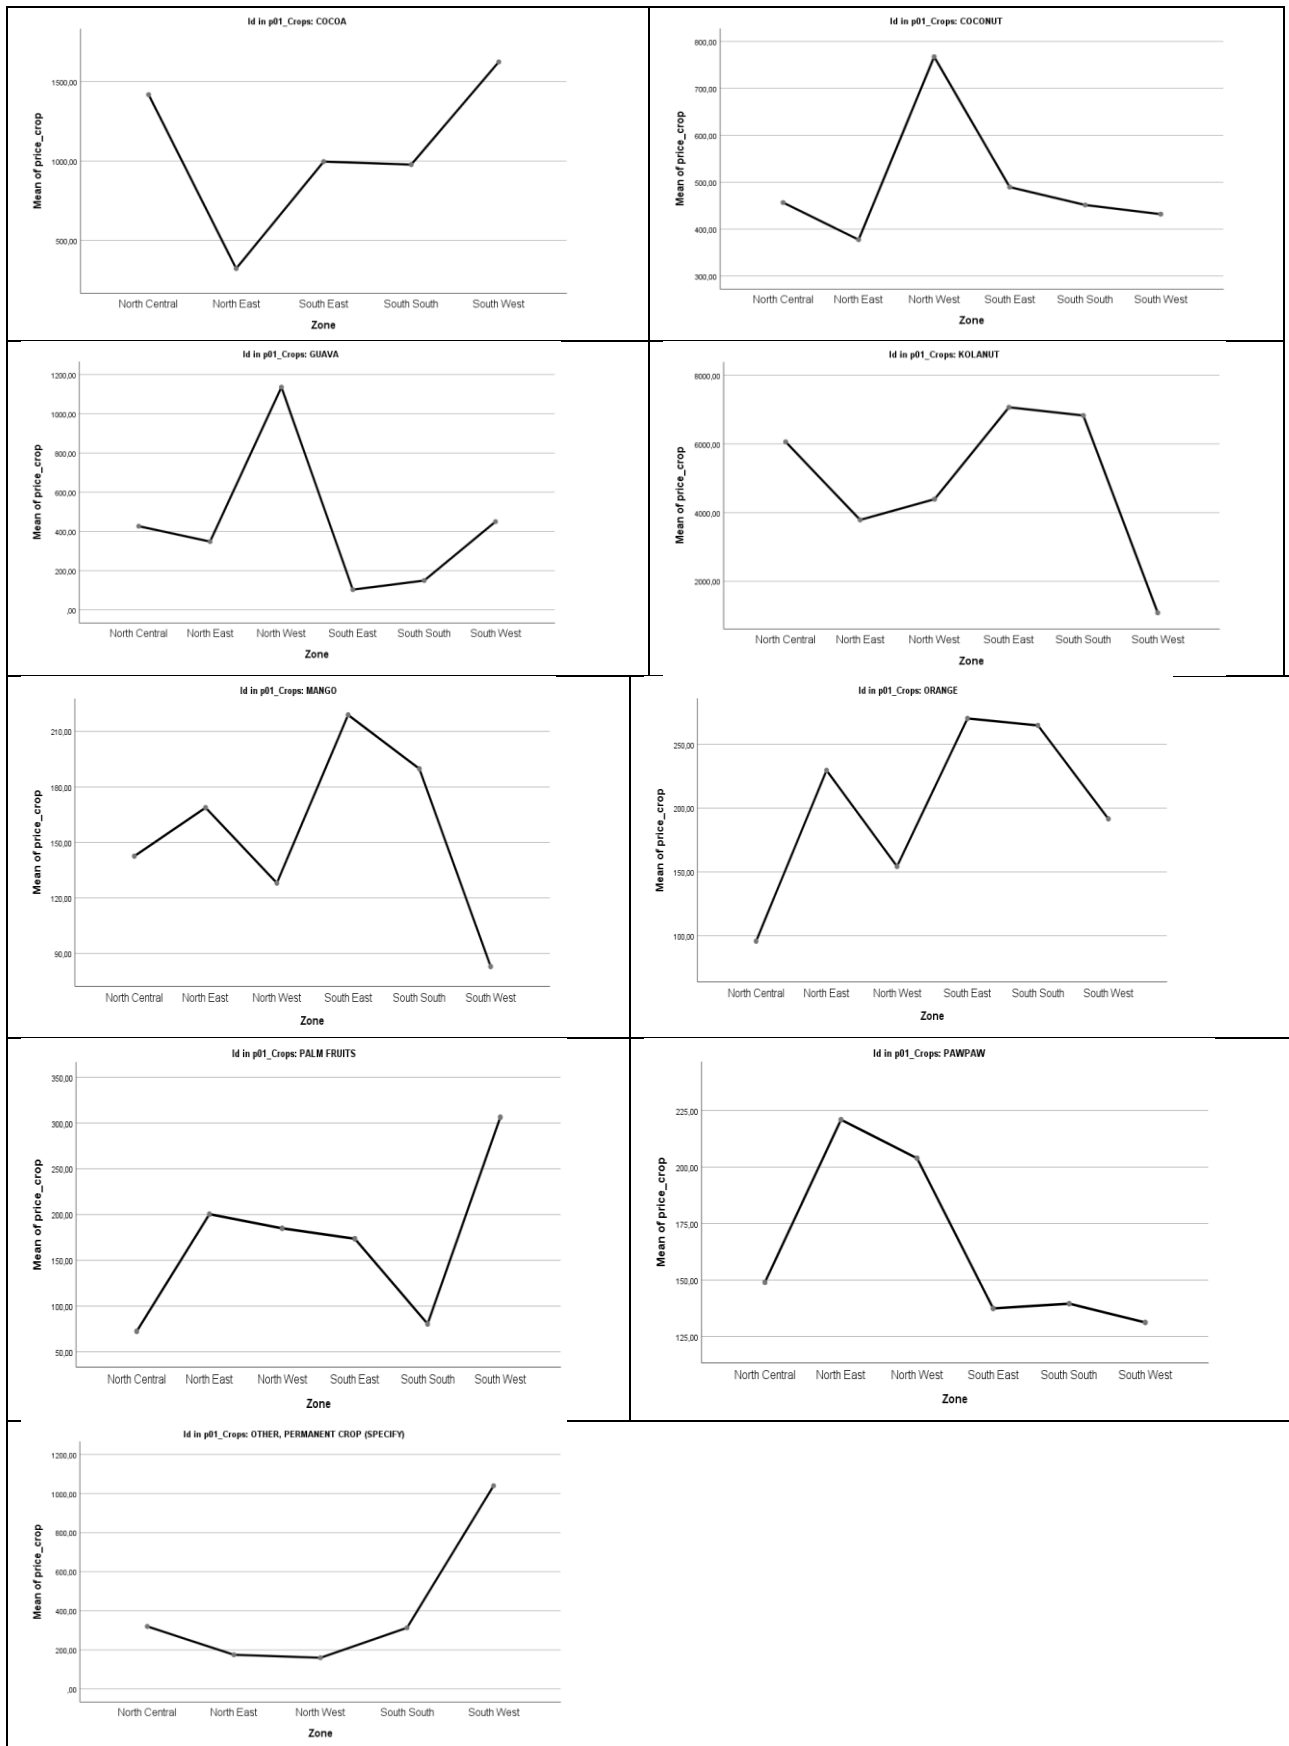 Id in p01_Crops: COCOA
Mean of price_crop
1500,00
1000,00
500,00
North Central North East South East South South South West
Zone
Id in p01_Crops: COCONUT
Mean of price_crop
800,00
700,00
600,00
500,00
400,00
300,00
North Central North East North West South East South South South West
Zone
Id in p01_Crops: GUAVA
Mean of price_crop
1200,00
1000,00
800,00
600,00
400,00
200,00
,00
North Central North East North West South East South South South West
Zone
Id in p01_Crops: KOLANUT
Mean of price_crop
8000,00
6000,00
4000,00
2000,00
North Central North East North West South East South South South West
Zone
Id in p01_Crops: MANGO
Mean of price_crop
210,00
180,00
150,00
120,00
90,00
North Central North East North West South East South South South West
Zone
Id in p01_Crops: ORANGE
Mean of price_crop
250,00
200,00
150,00
100,00
North Central North East North West South East South South South West
Zone
Id in p01_Crops: PALM FRUITS
Mean of price_crop
350,00
300,00
250,00
200,00
150,00
100,00
50,00
North Central North East North West South East South South South West
Zone
Id in p01_Crops: PAWPAW
Mean of price_crop
225,00
200,00
175,00
150,00
125,00
North Central North East North West South East South South South West
Zone
Id in p01_Crops: OTHER, PERMANENT CROP (SPECIFY)
Mean of price_crop
1200,00
1000,00
800,00
600,00
400,00
200,00
,00
North Central North East North West South South South West
Zone